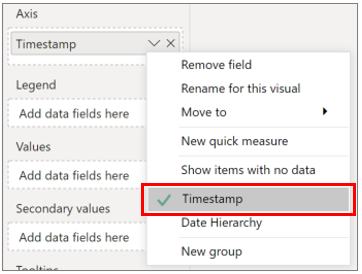 Axis
Timestamp
Remove field
Rename for this visual
Move to
New quick measure
Show items with no data
Timestamp
Date Hierarchy
New group
Legend
Add data fields here
Values
Add data fields here
Secondary values
Add data fields here
Tooltips